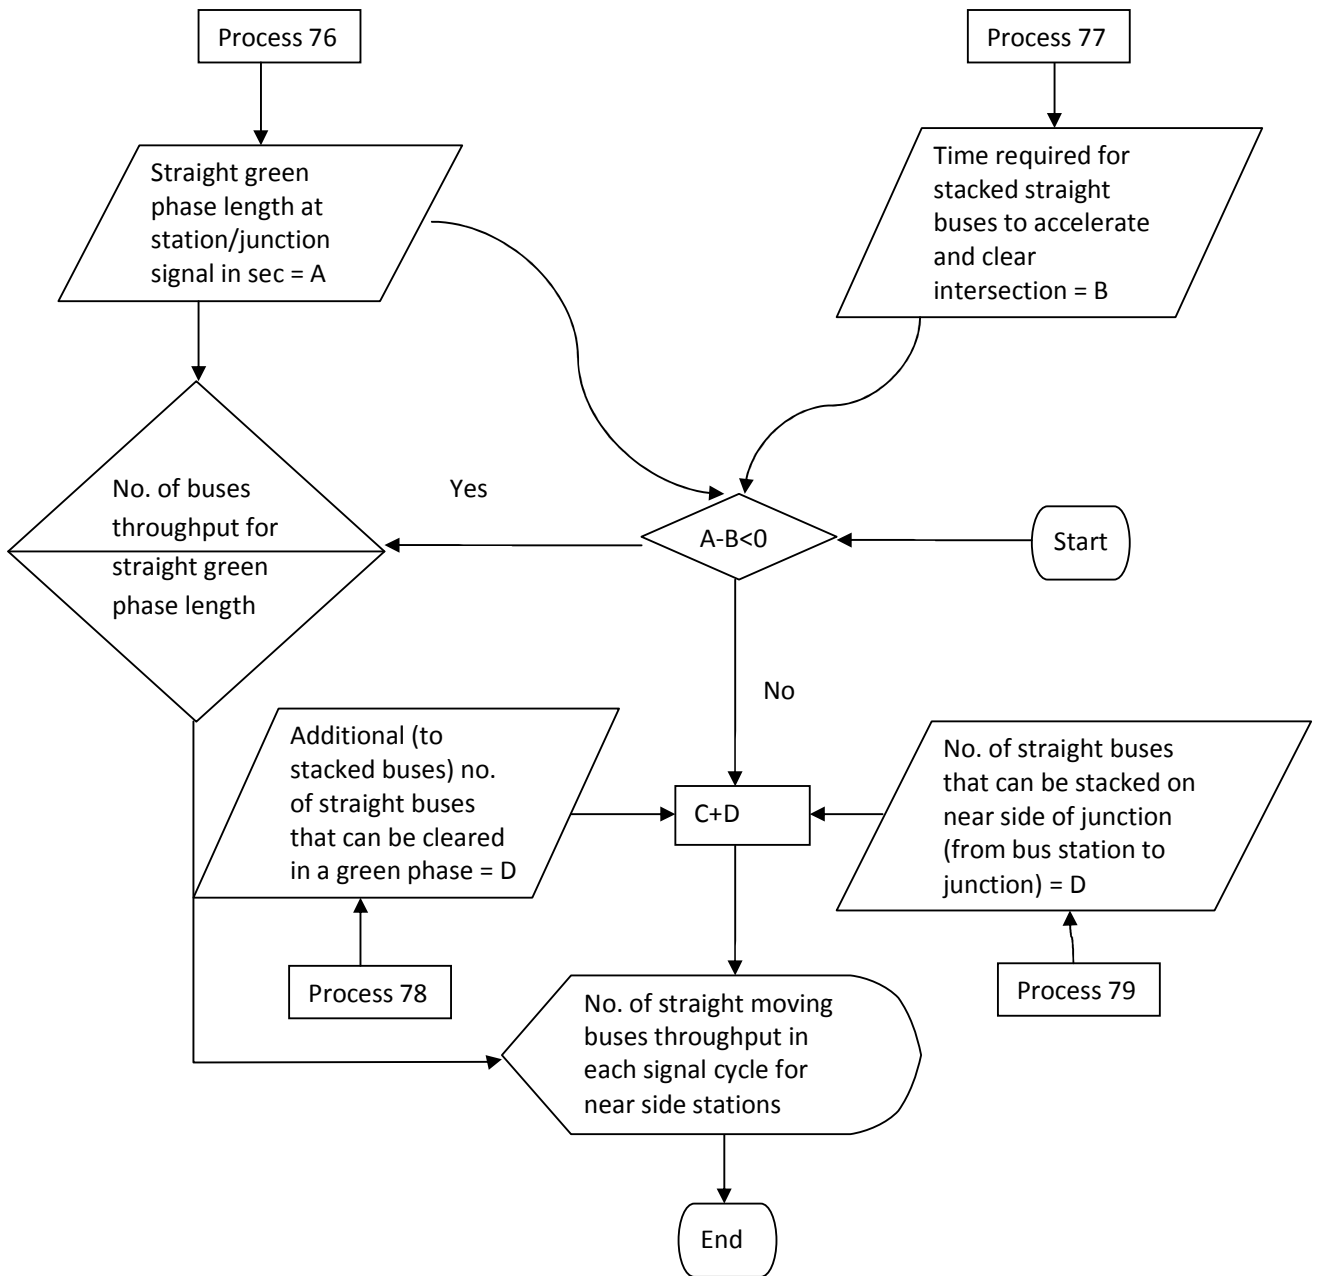 Process 76
Process 77
Straight green
phase length at
station/junction
signal in sec = A
Time required for
stacked straight
buses to accelerate
and clear
intersection = B
No. of buses
throughput for
straight green
phase length
Yes
A-B<0
Start
No
Additional (to
stacked buses) no.
of straight buses
that can be cleared
in a green phase = D
C+D
No. of straight buses
that can be stacked on
near side of junction
(from bus station to
junction) = D
Process 78
Process 79
No. of straight moving
buses throughput in
each signal cycle for
near side stations
End